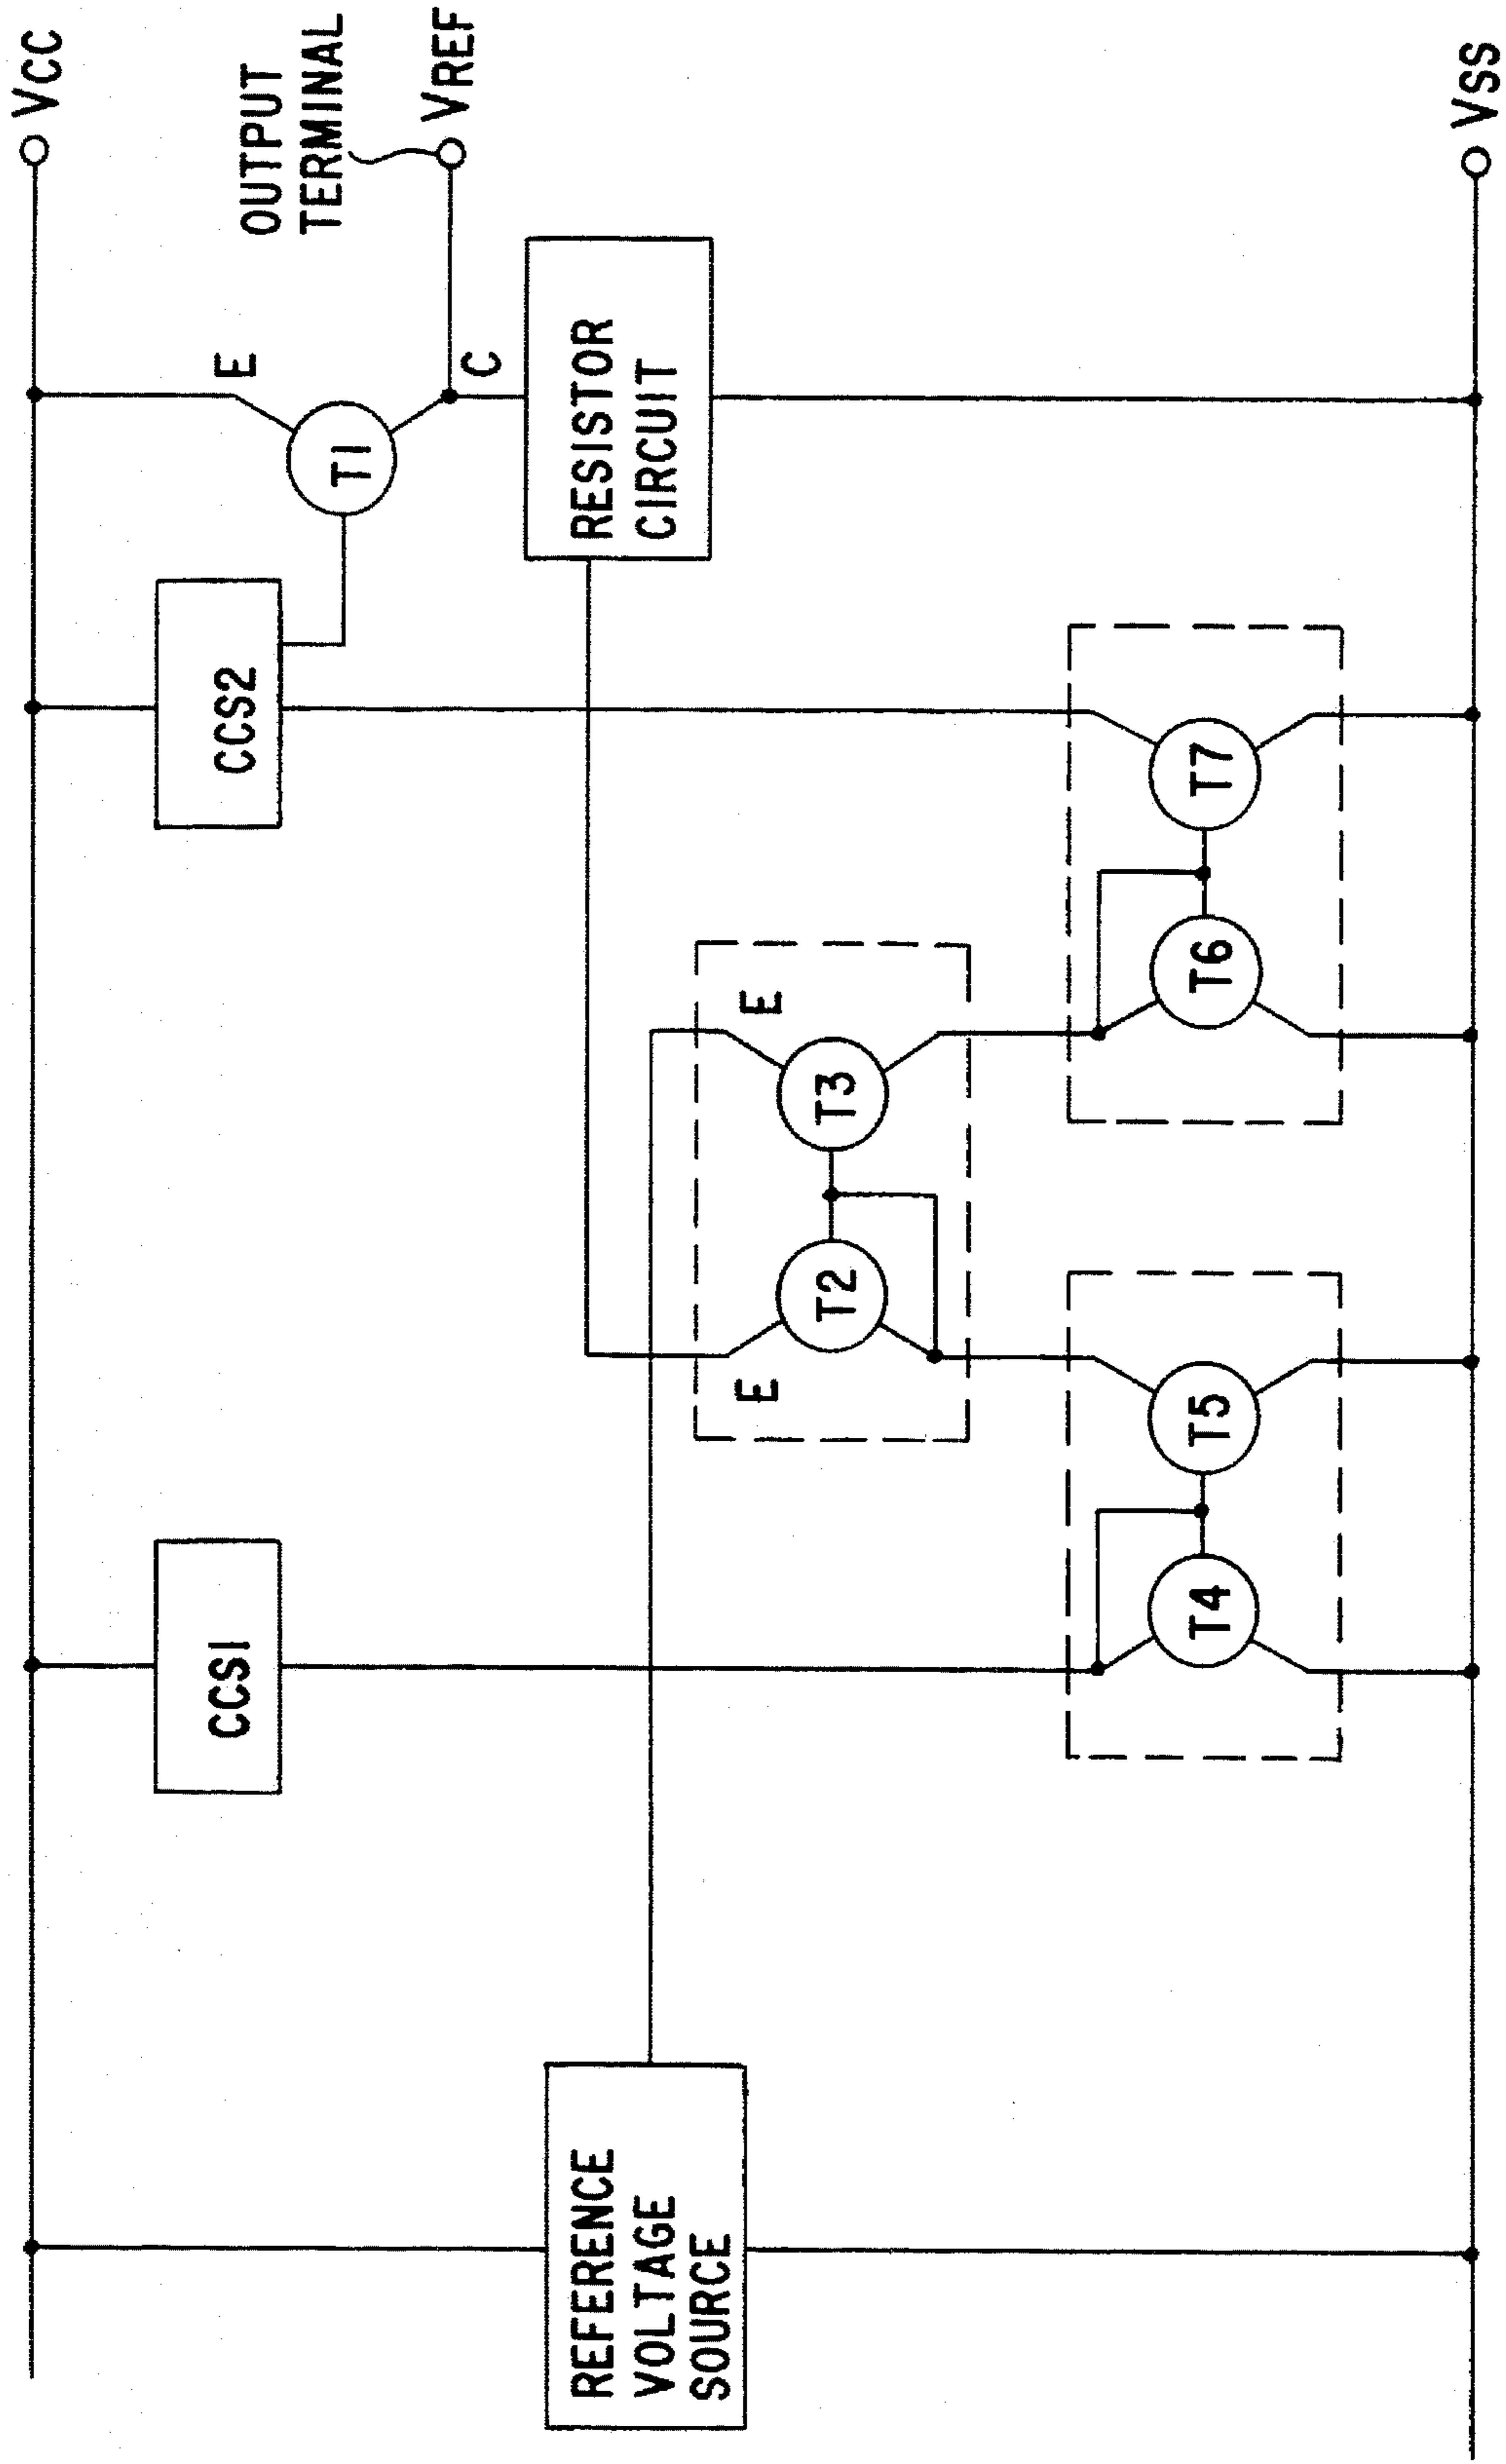 VCC
OUTPUT
TERMINAL
VREF
E
T1
C
CCS2
RESISTOR
CIRCUIT
CCS1
E
E
T2
T3
T4
T5
T6
T7
REFERENCE
VOLTAGE
SOURCE
VSS